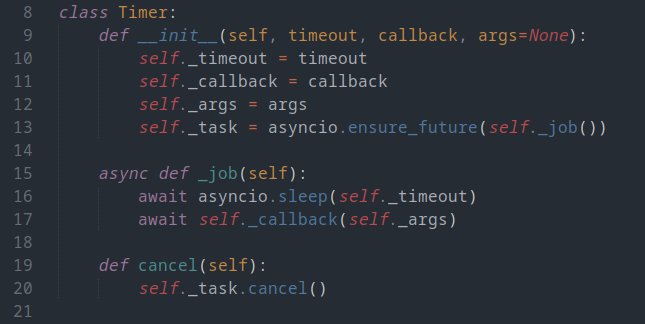 8 class Timer:
9     def __init__(self, timeout, callback, args=None):
10         self._timeout = timeout
11         self._callback = callback
12         self._args = args
13         self._task = asyncio.ensure_future(self._job())
14
15     async def _job(self):
16         await asyncio.sleep(self._timeout)
17         await self._callback(self._args)
18
19     def cancel(self):
20         self._task.cancel()
21